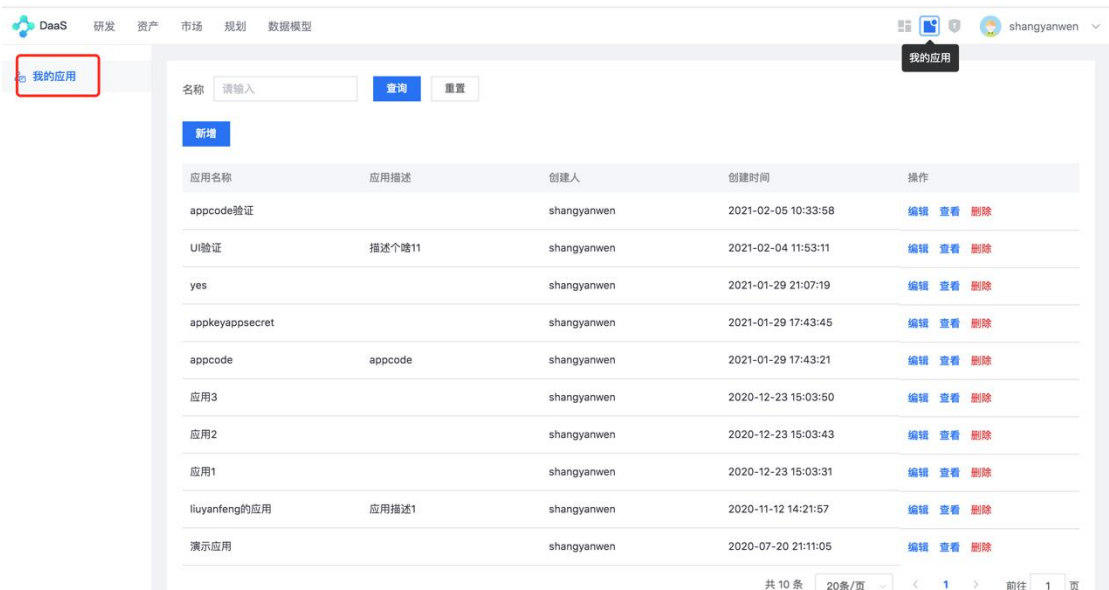 DaaS 研发 资产 市场 规划 数据模型 shangyanwen
我的应用
我的应用
名称 请输入 查询 重置
新增
应用名称 应用描述 创建人 创建时间 操作
appcode验证 shangyanwen 2021-02-05 10:33:58 编辑 查看 删除
UI验证 描述个啥11 shangyanwen 2021-02-04 11:53:11 编辑 查看 删除
yes shangyanwen 2021-01-29 21:07:19 编辑 查看 删除
appkeyappsecret shangyanwen 2021-01-29 17:43:45 编辑 查看 删除
appcode appcode shangyanwen 2021-01-29 17:43:21 编辑 查看 删除
应用3 shangyanwen 2020-12-23 15:03:50 编辑 查看 删除
应用2 shangyanwen 2020-12-23 15:03:43 编辑 查看 删除
应用1 shangyanwen 2020-12-23 15:03:31 编辑 查看 删除
liuyanfeng的应用 应用描述1 shangyanwen 2020-11-12 14:21:57 编辑 查看 删除
演示应用 shangyanwen 2020-07-20 21:11:05 编辑 查看 删除
共 10 条 20条/页 1 前往 1 页